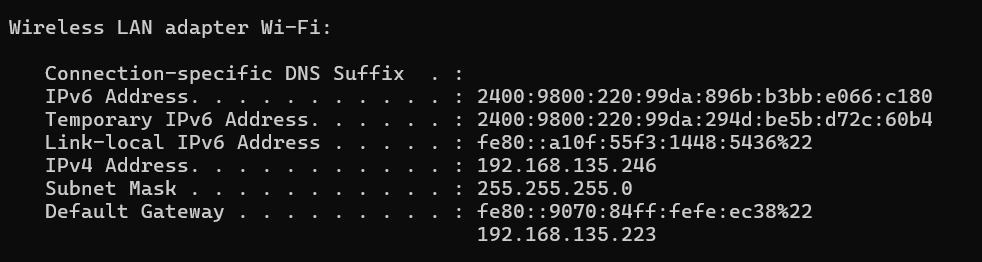 Wireless LAN adapter Wi-Fi:
Connection-specific DNS Suffix  . :
IPv6 Address. . . . . . . . . . . : 2400:9800:220:99da:896b:b3bb:e066:c180
Temporary IPv6 Address. . . . . . : 2400:9800:220:99da:294d:be5b:d72c:60b4
Link-local IPv6 Address . . . . . : fe80::a10f:55f3:1448:5436%22
IPv4 Address. . . . . . . . . . . : 192.168.135.246
Subnet Mask . . . . . . . . . . . : 255.255.255.0
Default Gateway . . . . . . . . . : fe80::9070:84ff:fefe:ec38%22
192.168.135.223